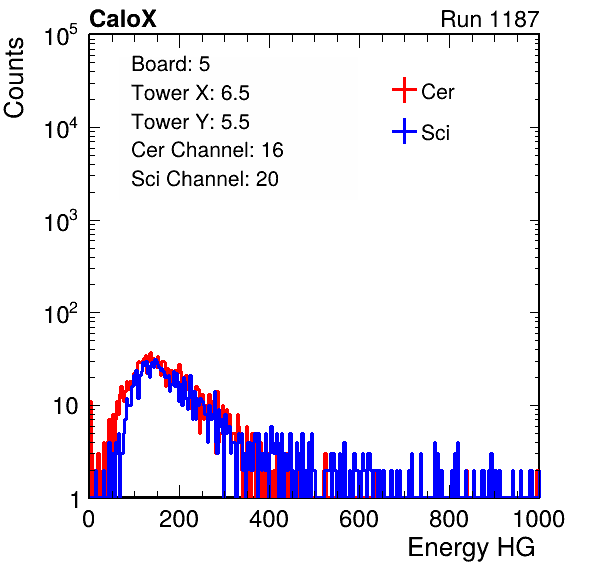 CaloX Run 1187
Board: 5
Tower X: 6.5
Tower Y: 5.5
Cer Channel: 16
Sci Channel: 20
Cer
Sci
Counts
10^5
10^4
10^3
10^2
10
1
0 200 400 600 800 1000
Energy HG